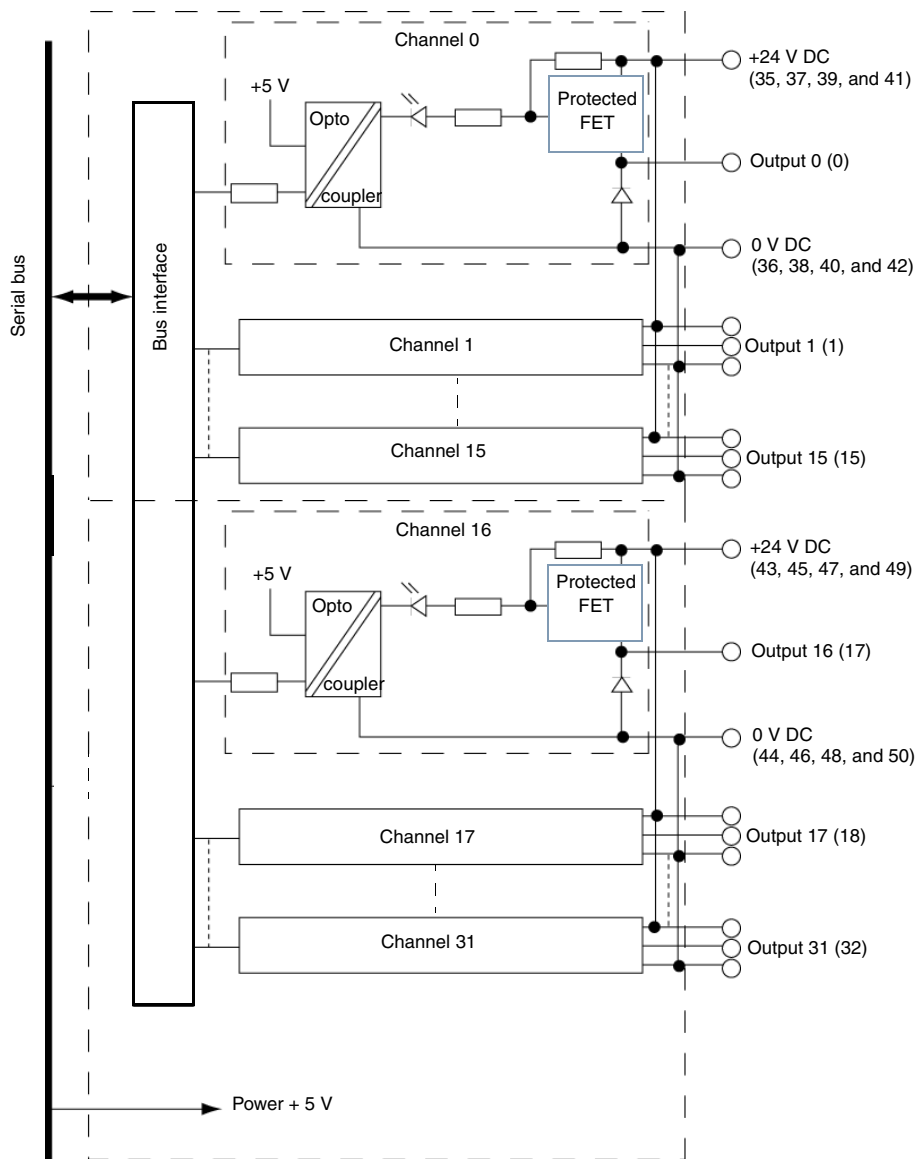 Channel 0
+24 V DC
(35, 37, 39, and 41)
+5 V
Opto
coupler
Protected
FET
Output 0 (0)
0 V DC
(36, 38, 40, and 42)
Serial bus
Bus interface
Channel 1
Output 1 (1)
Channel 15
Output 15 (15)
Channel 16
+24 V DC
(43, 45, 47, and 49)
+5 V
Opto
coupler
Protected
FET
Output 16 (17)
0 V DC
(44, 46, 48, and 50)
Channel 17
Output 17 (18)
Channel 31
Output 31 (32)
Power + 5 V